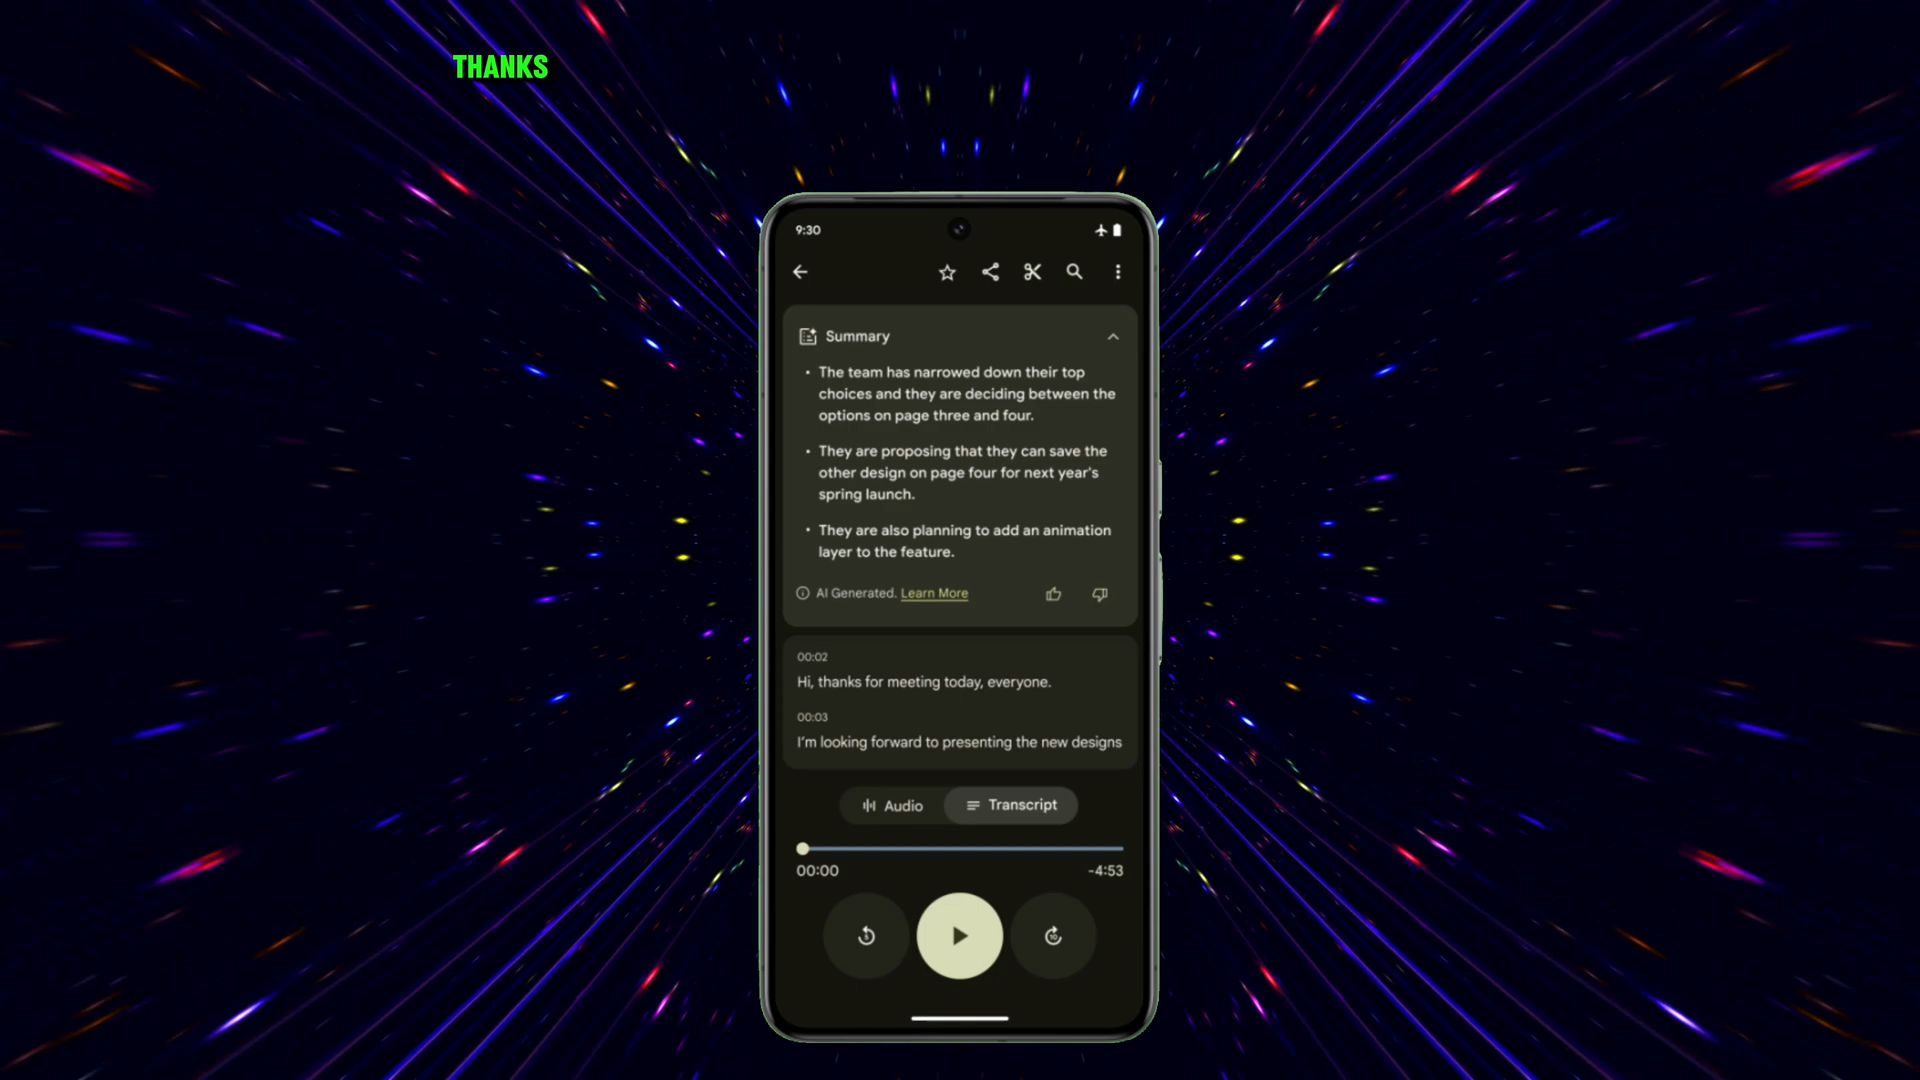 THANKS
9:30
Summary
• The team has narrowed down their top
choices and they are deciding between the
options on page three and four.
• They are proposing that they can save the
other design on page four for next year's
spring launch.
• They are also planning to add an animation
layer to the feature.
AI Generated. Learn More
00:02
Hi, thanks for meeting today, everyone.
00:03
I'm looking forward to presenting the new designs
Audio Transcript
00:00 -4:53
5 10